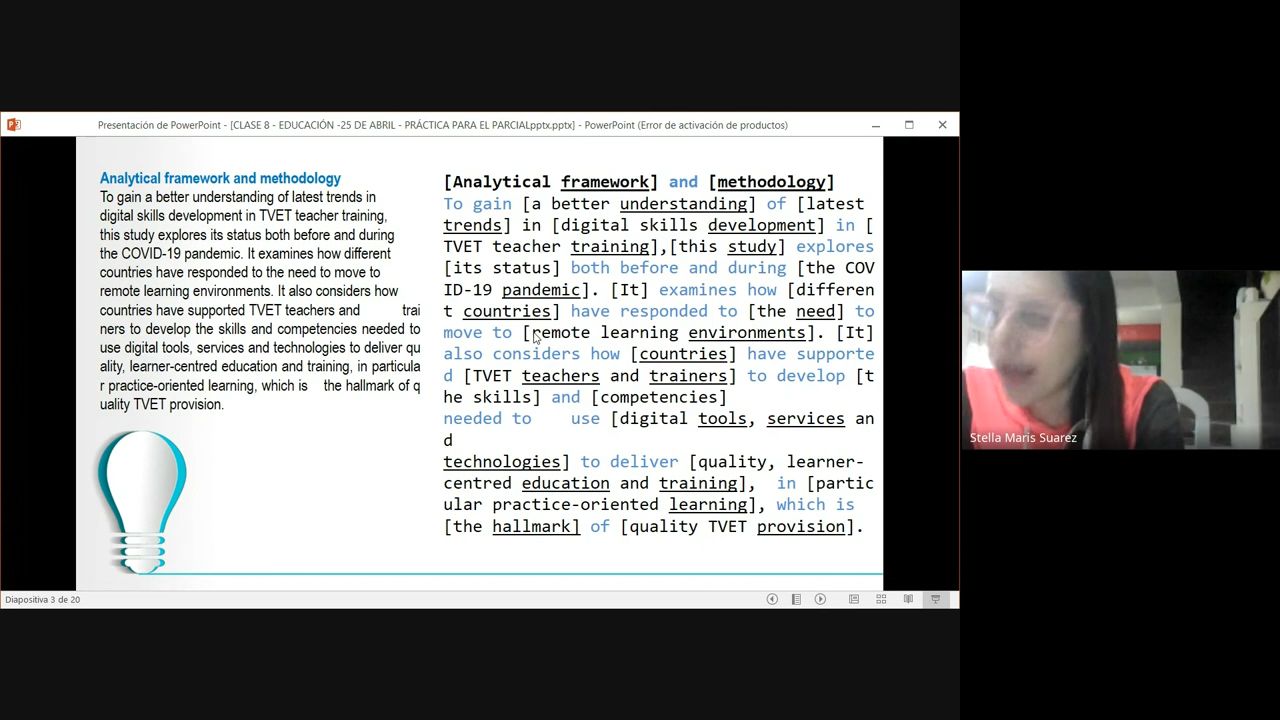 Presentación de PowerPoint - [CLASE 8 - EDUCACIÓN -25 DE ABRIL - PRÁCTICA PARA EL PARCIALpptx.pptx] - PowerPoint (Error de activación de productos)
Analytical framework and methodology
To gain a better understanding of latest trends in
digital skills development in TVET teacher training,
this study explores its status both before and during
the COVID-19 pandemic. It examines how different
countries have responded to the need to move to
remote learning environments. It also considers how
countries have supported TVET teachers and trai
ners to develop the skills and competencies needed to
use digital tools, services and technologies to deliver qu
ality, learner-centred education and training, in particula
r practice-oriented learning, which is the hallmark of q
uality TVET provision.
[Analytical framework] and [methodology]
To gain [a better understanding] of [latest
trends] in [digital skills development] in [
TVET teacher training],[this study] explores
[its status] both before and during [the COV
ID-19 pandemic]. [It] examines how [differen
t countries] have responded to [the need] to
move to [remote learning environments]. [It]
also considers how [countries] have supporte
d [TVET teachers and trainers] to develop [t
he skills] and [competencies]
needed to use [digital tools, services an
d
technologies] to deliver [quality, learner-
centred education and training], in [partic
ular practice-oriented learning], which is
[the hallmark] of [quality TVET provision].
Diapositiva 3 de 20
Stella Maris Suarez